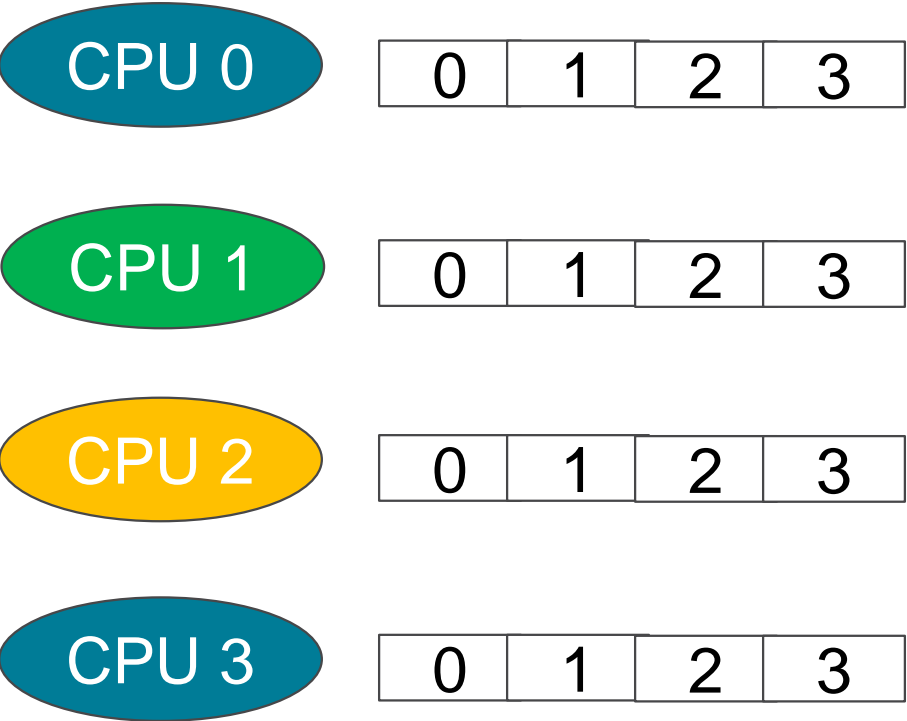 CPU 0 0 1 2 3
CPU 1 0 1 2 3
CPU 2 0 1 2 3
CPU 3 0 1 2 3